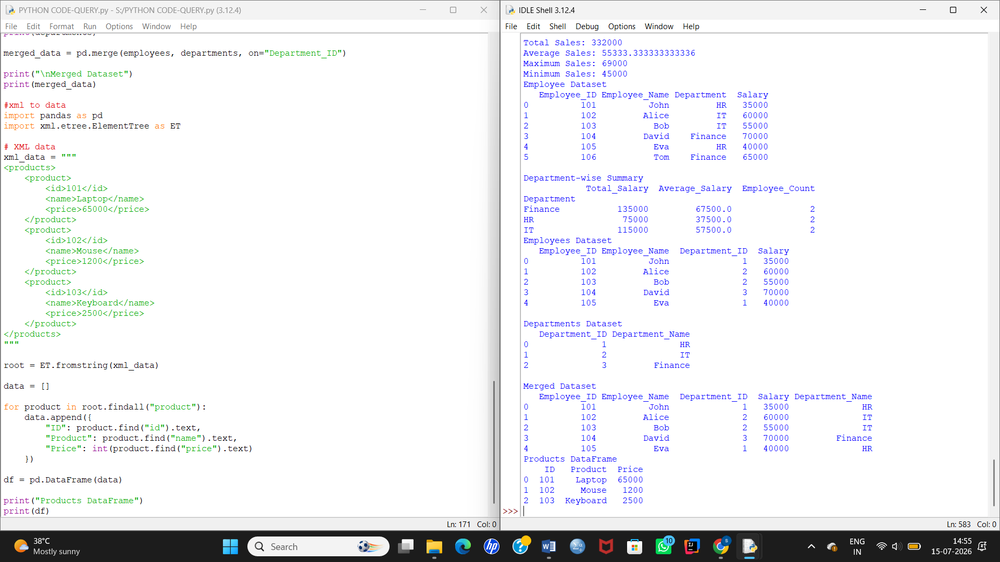 PYTHON CODE-QUERY.py - S:/PYTHON CODE-QUERY.py (3.12.4)
File Edit Format Run Options Window Help
print(departments)
merged_data = pd.merge(employees, departments, on="Department_ID")
print("\nMerged Dataset")
print(merged_data)
#xml to data
import pandas as pd
import xml.etree.ElementTree as ET
# XML data
xml_data = """
<products>
    <product>
        <id>101</id>
        <name>Laptop</name>
        <price>65000</price>
    </product>
    <product>
        <id>102</id>
        <name>Mouse</name>
        <price>1200</price>
    </product>
    <product>
        <id>103</id>
        <name>Keyboard</name>
        <price>2500</price>
    </product>
</products>
"""
root = ET.fromstring(xml_data)
data = []
for product in root.findall("product"):
    data.append({
        "ID": product.find("id").text,
        "Product": product.find("name").text,
        "Price": int(product.find("price").text)
    })
df = pd.DataFrame(data)
print("Products DataFrame")
print(df)
Ln: 171 Col: 0
IDLE Shell 3.12.4
File Edit Shell Debug Options Window Help
Total Sales: 332000
Average Sales: 55333.333333333336
Maximum Sales: 69000
Minimum Sales: 45000
Employee Dataset
   Employee_ID Employee_Name Department  Salary
0          101          John         HR   35000
1          102         Alice         IT   60000
2          103           Bob         IT   55000
3          104         David    Finance   70000
4          105           Eva         HR   40000
5          106           Tom    Finance   65000
Department-wise Summary
            Total_Salary  Average_Salary  Employee_Count
Department
Finance           135000         67500.0               2
HR                 75000         37500.0               2
IT                115000         57500.0               2
Employees Dataset
   Employee_ID Employee_Name  Department_ID  Salary
0          101          John              1   35000
1          102         Alice              2   60000
2          103           Bob              2   55000
3          104         David              3   70000
4          105           Eva              1   40000
Departments Dataset
   Department_ID Department_Name
0              1              HR
1              2              IT
2              3         Finance
Merged Dataset
   Employee_ID Employee_Name  Department_ID  Salary Department_Name
0          101          John              1   35000              HR
1          102         Alice              2   60000              IT
2          103           Bob              2   55000              IT
3          104         David              3   70000         Finance
4          105           Eva              1   40000              HR
Products DataFrame
    ID   Product  Price
0  101    Laptop  65000
1  102     Mouse   1200
2  103  Keyboard   2500
>>>
Ln: 583 Col: 0
38°C
Mostly sunny
Search
hp
10
IJ
ENG
IN
14:55
15-07-2026